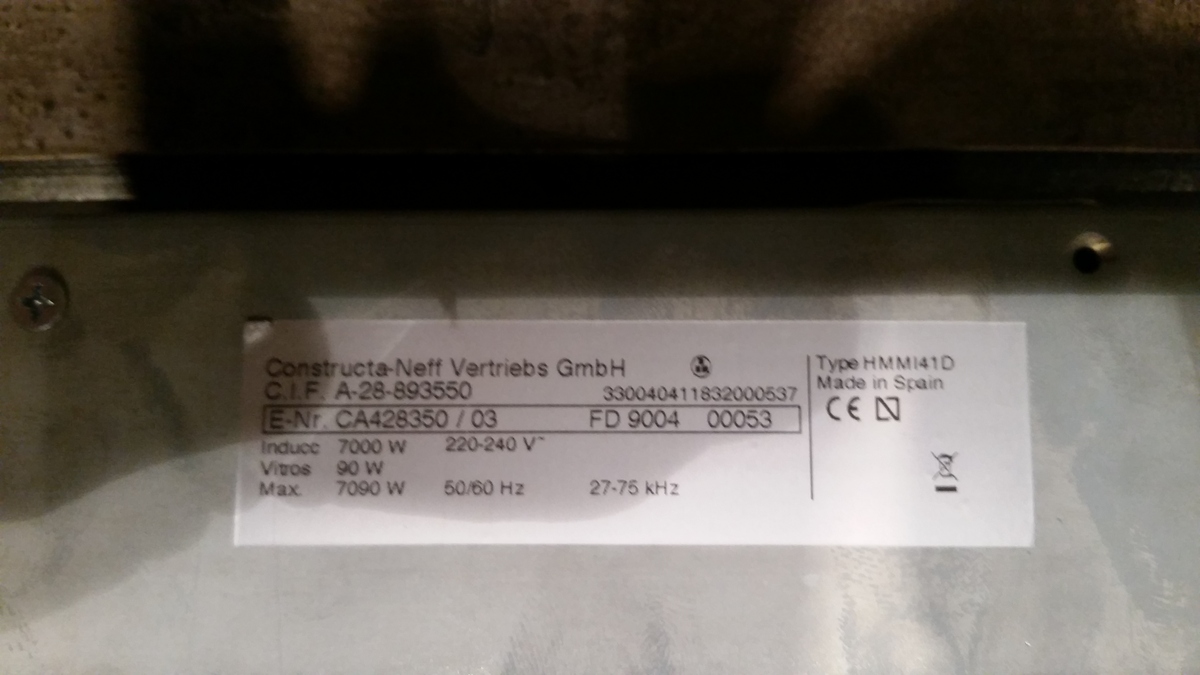 Constructa-Neff Vertriebs GmbH
C.I.F. A-28-893550 330040411832000537
E-Nr. CA428350 / 03 FD 9004 00053
Inducc 7000 W 220-240 V~
Vitros 90 W
Max. 7090 W 50/60 Hz 27-75 kHz
Type HMMI41D
Made in Spain
CE N